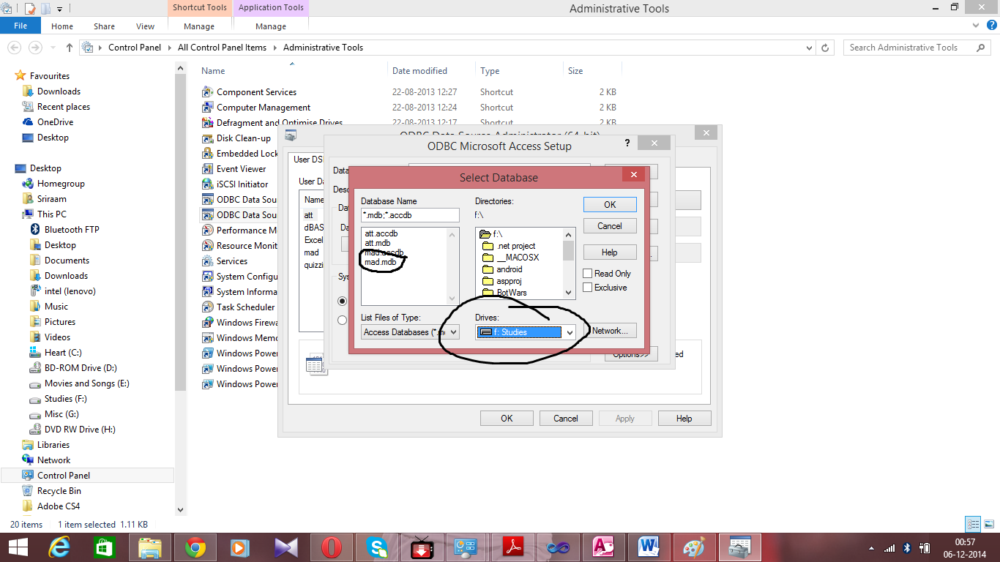 Shortcut Tools
Application Tools
Administrative Tools
File
Home
Share
View
Manage
Manage
Control Panel
All Control Panel Items
Administrative Tools
Search Administrative Tools
Favourites
Downloads
Recent places
OneDrive
Desktop
Desktop
Homegroup
Sriraam
This PC
Bluetooth FTP
Desktop
Documents
Downloads
intel (lenovo)
Music
Pictures
Videos
Heart (C:)
BD-ROM Drive (D:)
Movies and Songs (E:)
Studies (F:)
Misc (G:)
DVD RW Drive (H:)
Libraries
Network
Control Panel
Recycle Bin
Adobe CS4
Name Date modified Type Size
Component Services 22-08-2013 12:27 Shortcut 2 KB
Computer Management 22-08-2013 12:24 Shortcut 2 KB
Defragment and Optimise Drives 22-08-2013 12:17 Shortcut 2 KB
Disk Clean-up
Embedded Lock
Event Viewer
iSCSI Initiator
ODBC Data Sou
ODBC Data Sou
Performance M
Resource Monit
Services
System Configu
System Informa
Task Scheduler
Windows Firewa
Windows Memo
Windows Power
Windows Power
Windows Power
ODBC Data Source Administrator (64-bit)
User DS
User Da
Name
att
dBAS
Excel
mad
quizzi
OK
Cancel
Apply
Help
ODBC Microsoft Access Setup
?
Data
Desc
Da
Da
Sys
Options>>
ed
Select Database
Database Name
*.mdb;*.accdb
att.accdb
att.mdb
mad.accdb
mad.mdb
List Files of Type:
Access Databases (*.m
Directories:
f:\
f:\
.net project
__MACOSX
android
aspproj
BotWars
Drives:
f: Studies
OK
Cancel
Help
Read Only
Exclusive
Network...
20 items 1 item selected 1.11 KB
00:57
06-12-2014